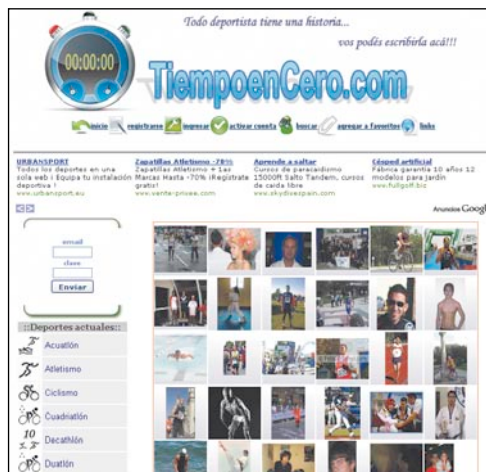 Todo deportista tiene una historia...
vos podés escribirla acá!!!
00:00:00
TiempoenCero.com
inicio registrarse ingresar activar cuenta buscar agregar a favoritos links
URBANSPORT
Todos los deportes en una
sola web i Equipa tu instalación
deportiva !
www.urbansport.eu
Zapatillas Atletismo -70%
Zapatillas Atletismo + Las
Marcas Hasta -70% ¡Regístrate
gratis!
www.vente-privee.com
Aprende a saltar
Cursos de paracaidismo
15000ft Salto Tandem, cursos
de caida libre
www.skydivespain.com
Césped artificial
Fábrica garantía 10 años 12
modelos para jardín
www.fullgolf.biz
Anuncios Google
email
clave
Enviar
::Deportes actuales::
Acuatlón
Atletismo
Ciclismo
Cuadriatlón
10
Decathlón
Duatlón